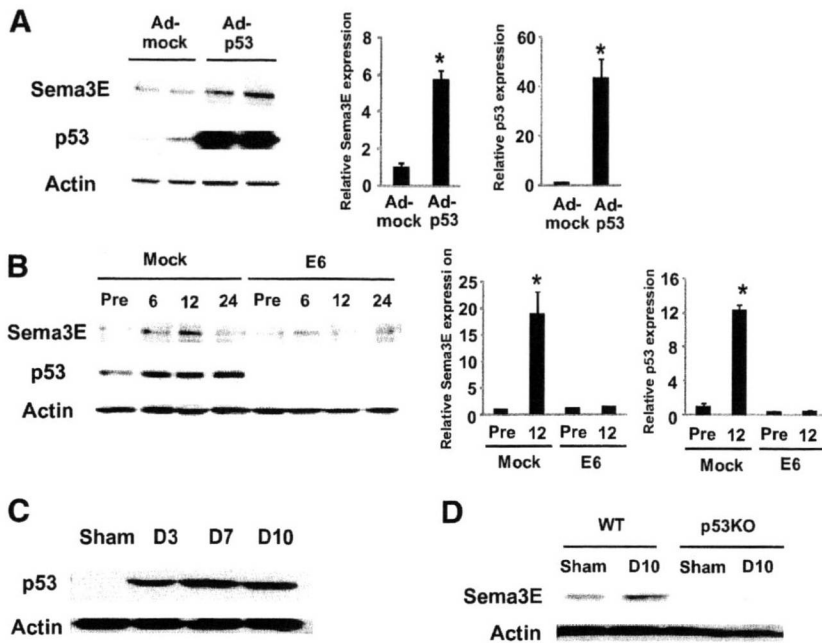 A
Ad-
mock
Ad-
p53
Sema3E
p53
Actin
Relative Sema3E expression
8
6
4
2
0
*
Ad-
mock
Ad-
p53
Relative p53 expression
60
40
20
0
*
Ad-
mock
Ad-
p53
B
Mock E6
Pre 6 12 24 Pre 6 12 24
Sema3E
p53
Actin
Relative Sema3E expression
25
20
15
10
5
0
*
Pre 12 Pre 12
Mock E6
Relative p53 expression
16
12
8
4
0
*
Pre 12 Pre 12
Mock E6
C
Sham D3 D7 D10
p53
Actin
D
WT p53KO
Sham D10 Sham D10
Sema3E
Actin